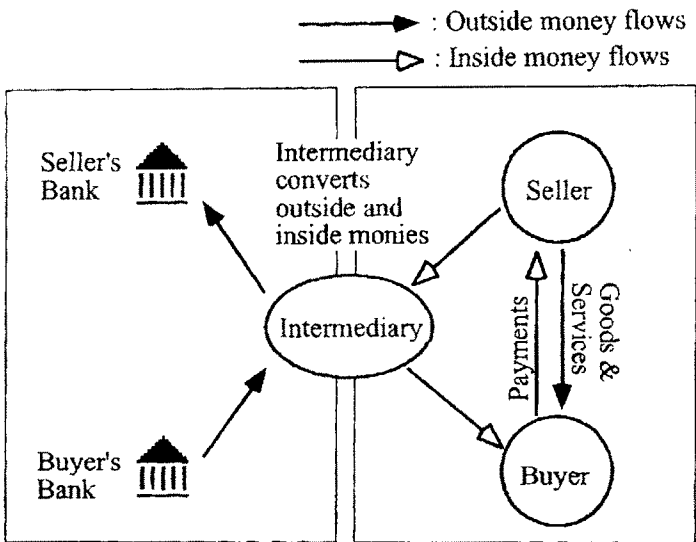 : Outside money flows
: Inside money flows
Seller's
Bank
Intermediary
converts
outside and
inside monies
Seller
Intermediary
Payments
Goods &
Services
Buyer's
Bank
Buyer